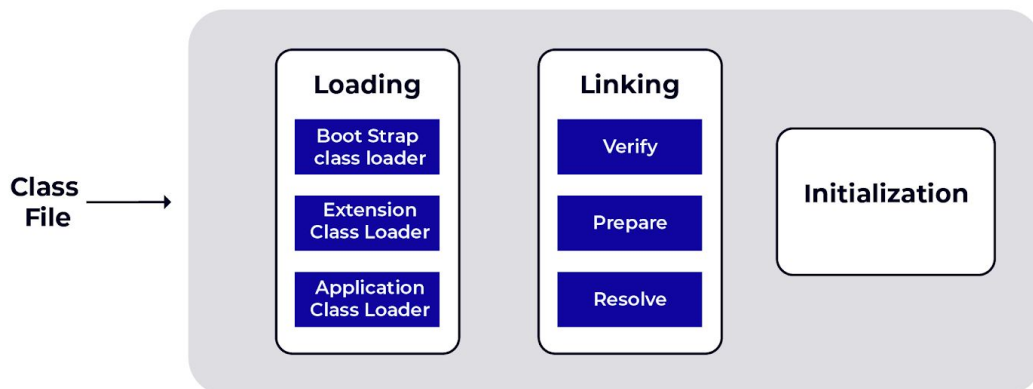 Class
File
Loading
Boot Strap
class loader
Extension
Class Loader
Application
Class Loader
Linking
Verify
Prepare
Resolve
Initialization